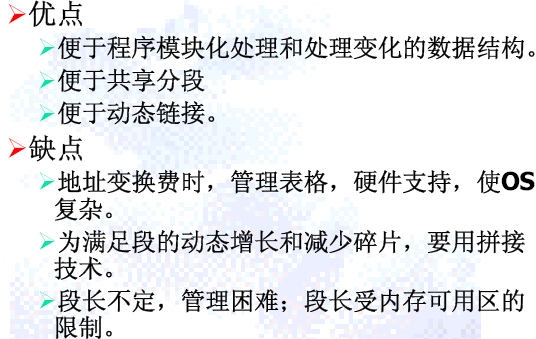 优点
便于程序模块化处理和处理变化的数据结构。
便于共享分段
便于动态链接。
缺点
地址变换费时，管理表格，硬件支持，使OS
复杂。
为满足段的动态增长和减少碎片，要用拼接
技术。
段长不定，管理困难；段长受内存可用区的
限制。